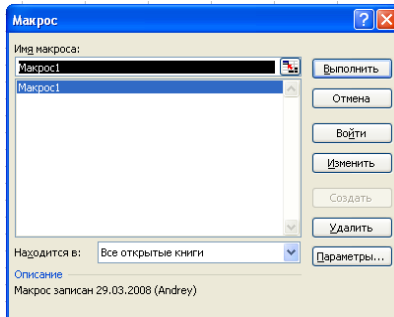 Макрос
Имя макроса:
Макрос1
Макрос1
Выполнить
Отмена
Войти
Изменить
Создать
Удалить
Параметры...
Находится в:
Все открытые книги
Описание
Макрос записан 29.03.2008 (Andrey)